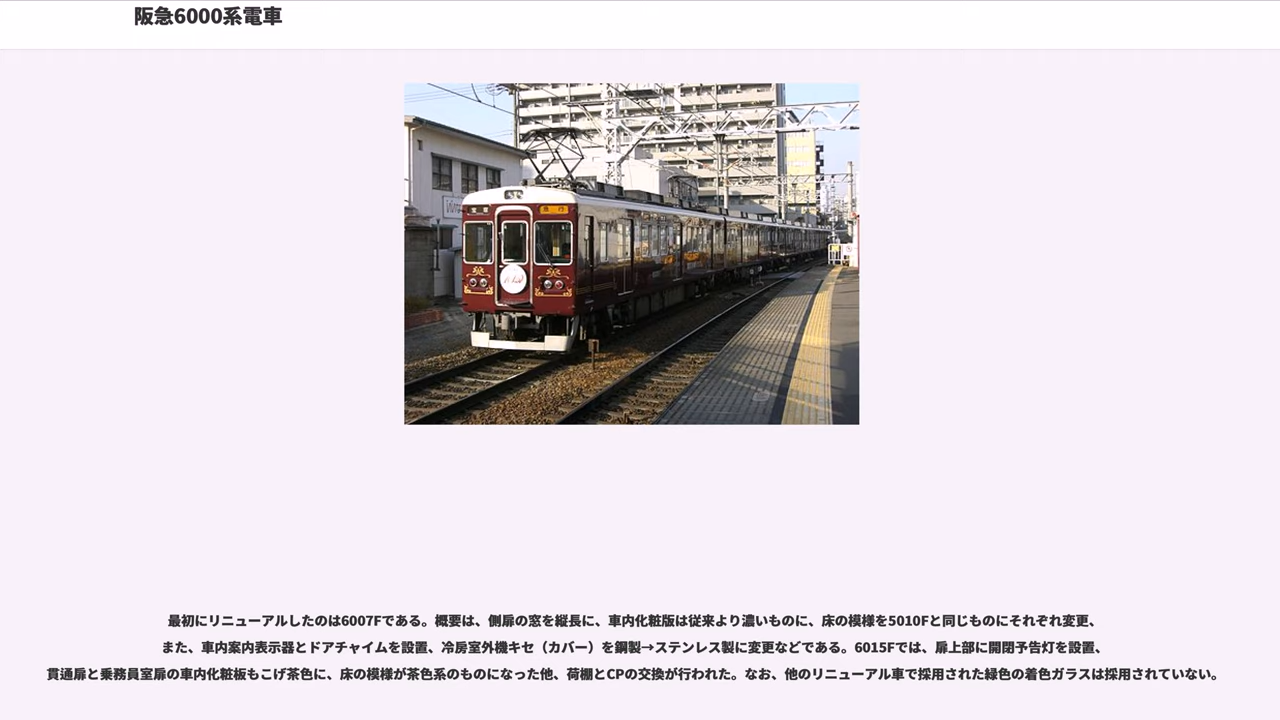 阪急6000系電車
最初にリニューアルしたのは6007Fである。概要は、側扉の窓を縦長に、車内化粧版は従来より濃いものに、床の模様を5010Fと同じものにそれぞれ変更、
また、車内案内表示器とドアチャイムを設置、冷房室外機キセ（カバー）を鋼製→ステンレス製に変更などである。6015Fでは、扉上部に開閉予告灯を設置、
貫通扉と乗務員室扉の車内化粧板もこげ茶色に、床の模様が茶色系のものになった他、荷棚とCPの交換が行われた。なお、他のリニューアル車で採用された緑色の着色ガラスは採用されていない。